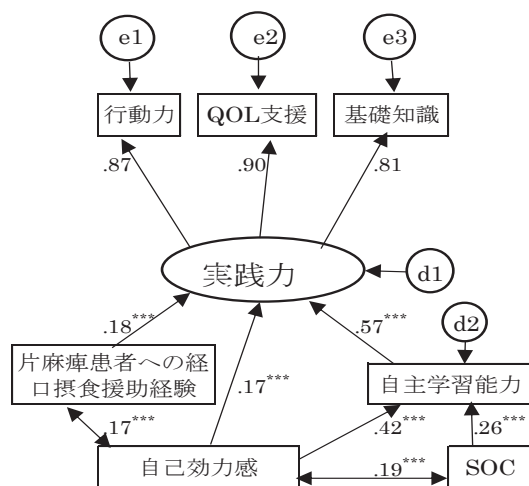 e1
e2
e3
行動力
QOL支援
基礎知識
.87
.90
.81
実践力
d1
.18***
.57***
d2
片麻痺患者への経
口摂食援助経験
.17***
自主学習能力
.17***
.42***
.26***
自己効力感
.19***
SOC